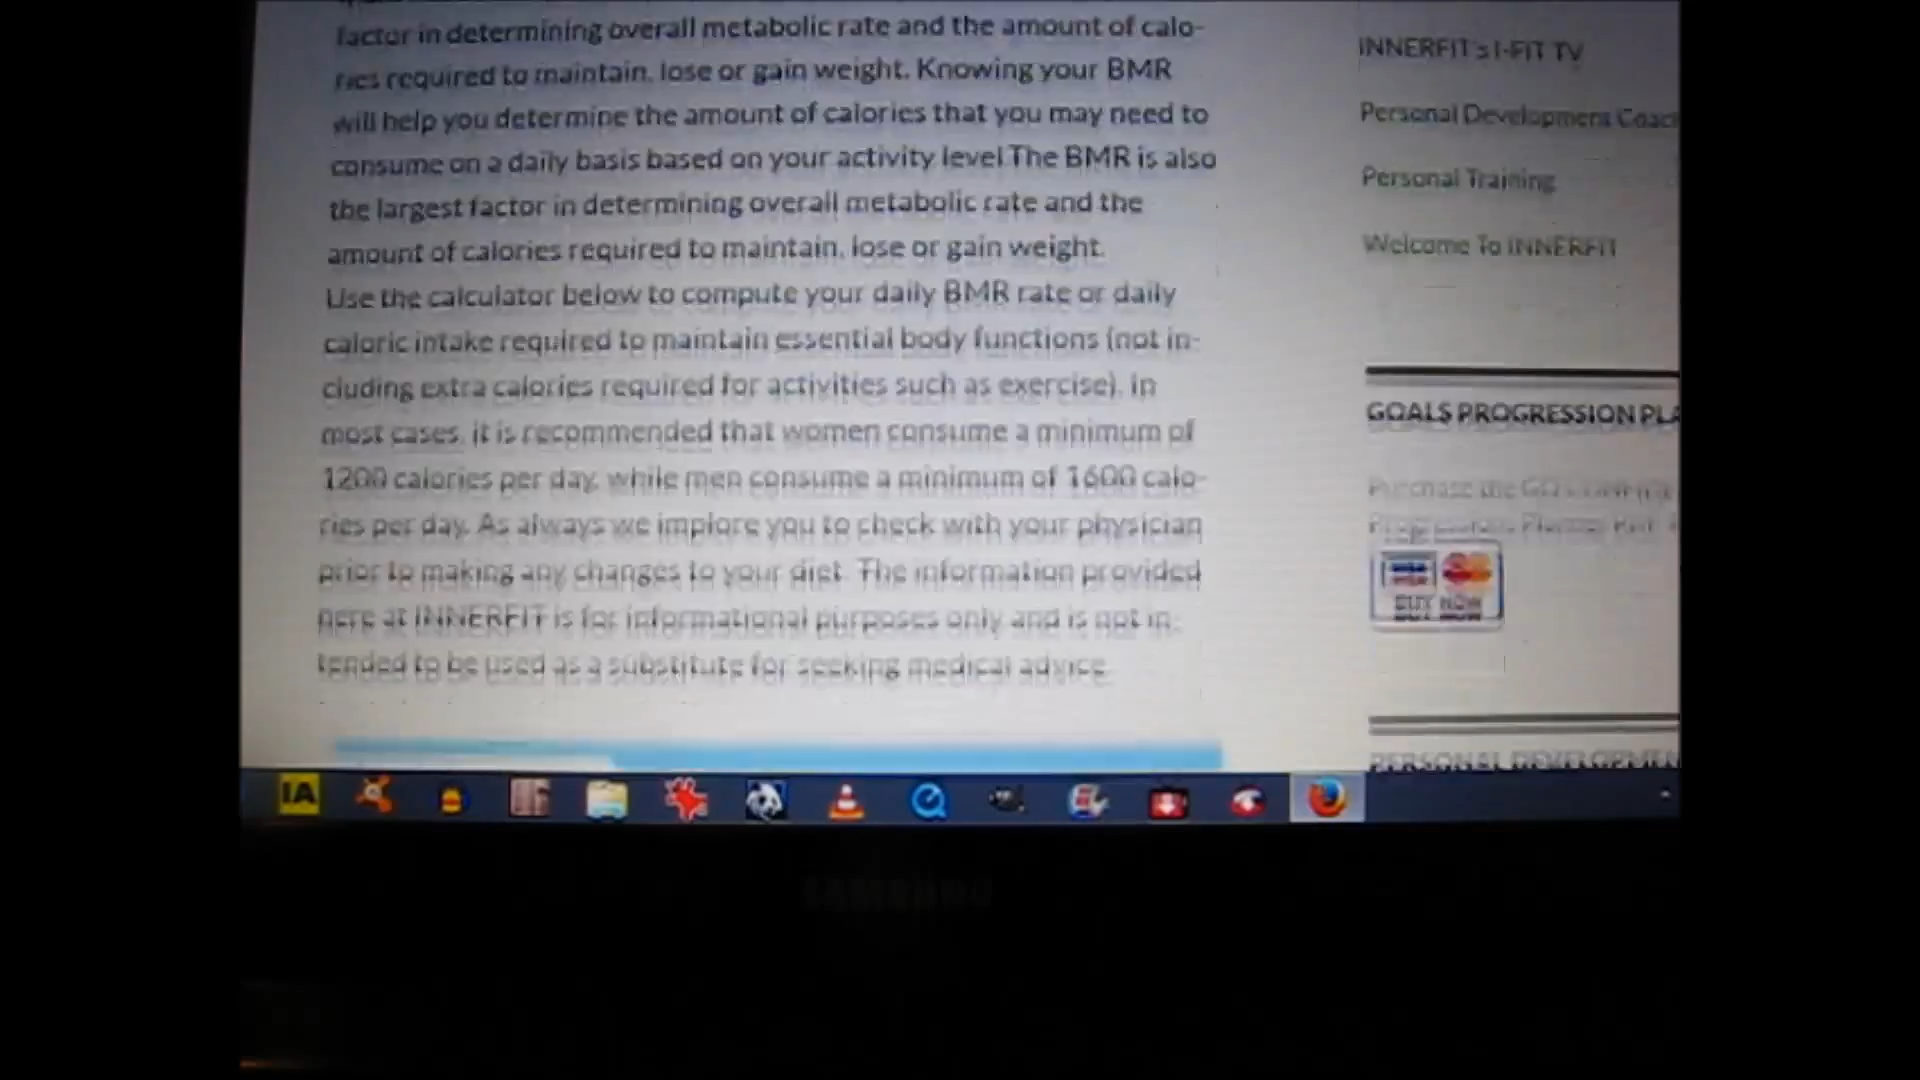 factor in determining overall metabolic rate and the amount of calo-
ries required to maintain, lose or gain weight. Knowing your BMR
will help you determine the amount of calories that you may need to
consume on a daily basis based on your activity level The BMR is also
the largest factor in determining overall metabolic rate and the
amount of calories required to maintain, lose or gain weight.
Use the calculator below to compute your daily BMR rate or daily
caloric intake required to maintain essential body functions (not in-
cluding extra calories required for activities such as exercise). In
most cases, it is recommended that women consume a minimum of
1200 calories per day, while men consume a minimum of 1600 calo-
ries per day. As always we implore you to check with your physician
prior to making any changes to your diet. The information provided
here at INNERFIT is for informational purposes only and is not in-
tended to be used as a substitute for seeking medical advice.
INNERFIT's I-FIT TV
Personal Development Coach
Personal Training
Welcome To INNERFIT
GOALS PROGRESSION PLA
Purchase the
VISA
BUY NOW
PERSONAL DEVELOPMEN
IA
SAMSUNG